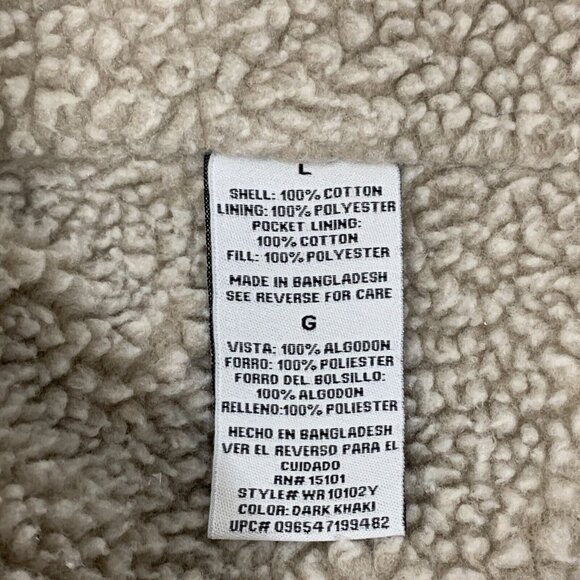 L
SHELL: 100% COTTON
LINING: 100% POLYESTER
POCKET LINING:
100% COTTON
FILL: 100% POLYESTER
MADE IN BANGLADESH
SEE REVERSE FOR CARE
G
VISTA: 100% ALGODON
FORRO: 100% POLIESTER
FORRO DEL BOLSILLO:
100% ALGODON
RELLENO:100% POLIESTER
HECHO EN BANGLADESH
VER EL REVERSO PARA EL
CUIDADO
RN# 15101
STYLE# WR10102Y
COLOR: DARK KHAKI
UPC# 096547199482